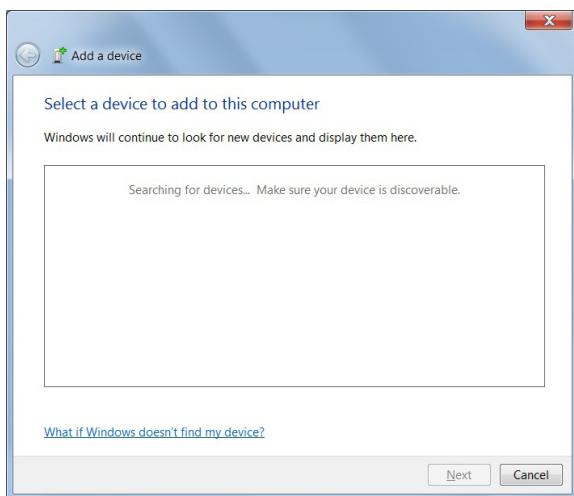 Add a device
Select a device to add to this computer
Windows will continue to look for new devices and display them here.
Searching for devices... Make sure your device is discoverable.
What if Windows doesn't find my device?
Next
Cancel